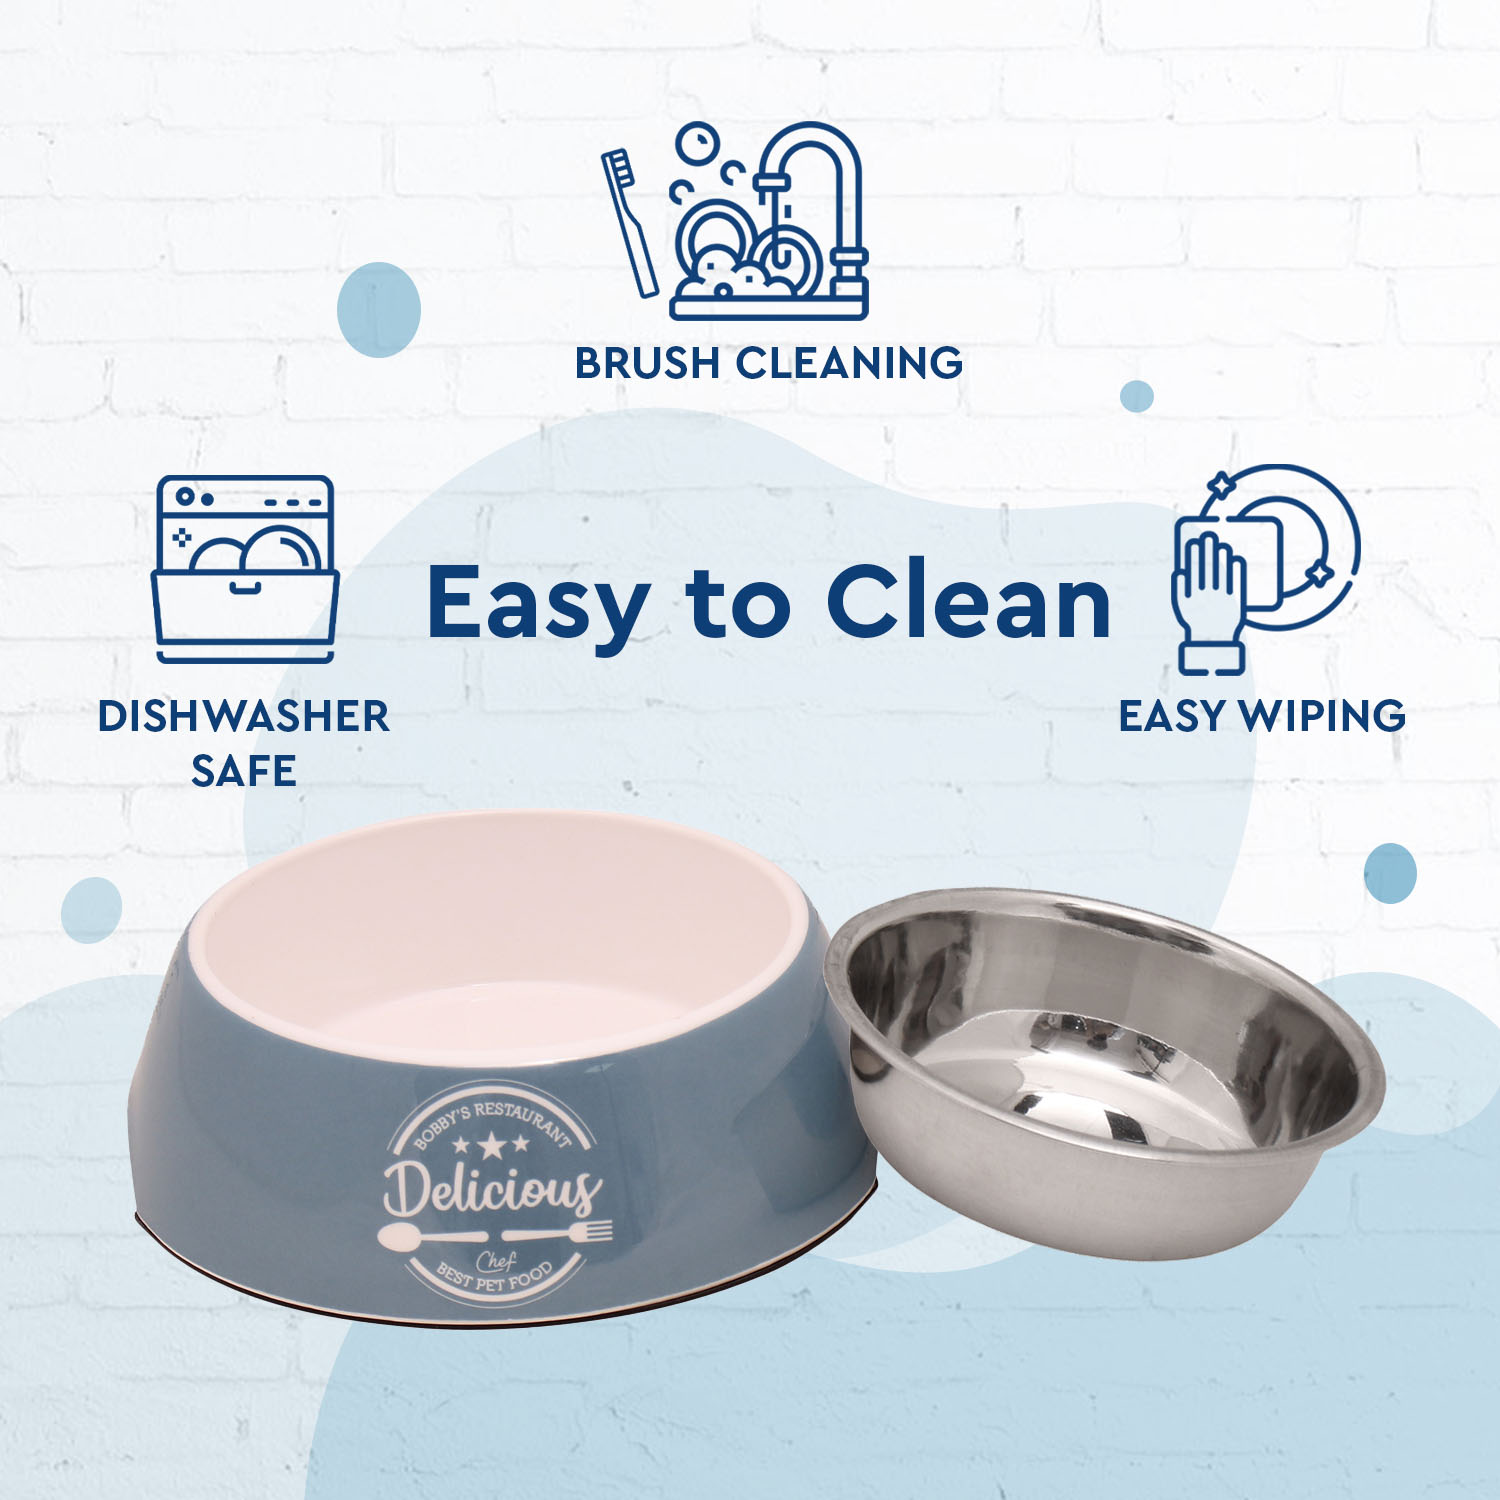 BRUSH CLEANING
Easy to Clean
DISHWASHER
SAFE
EASY WIPING
BOBBY'S RESTAURANT
Delicious
Chef
BEST PET FOOD